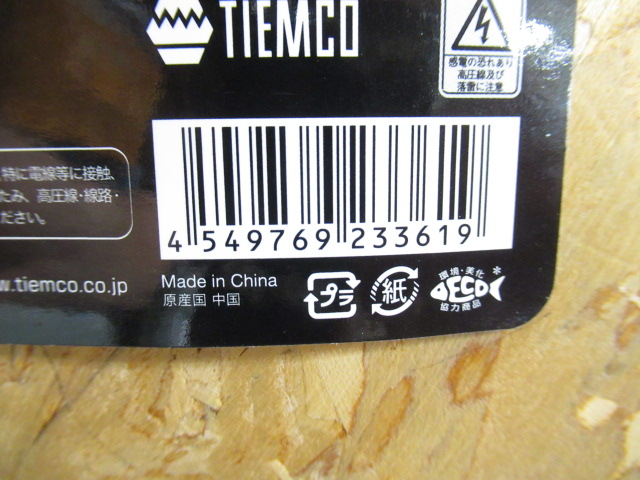 TIEMCO
感電の恐れあり
高圧線及び
落雷に注意
特に電線等に接触、
たみ、高圧線・線路・
ださい。
4 549769 233619
w.tiemco.co.jp
Made in China
原産国 中国
プラ
紙
環境・美化
ECO
協力商品